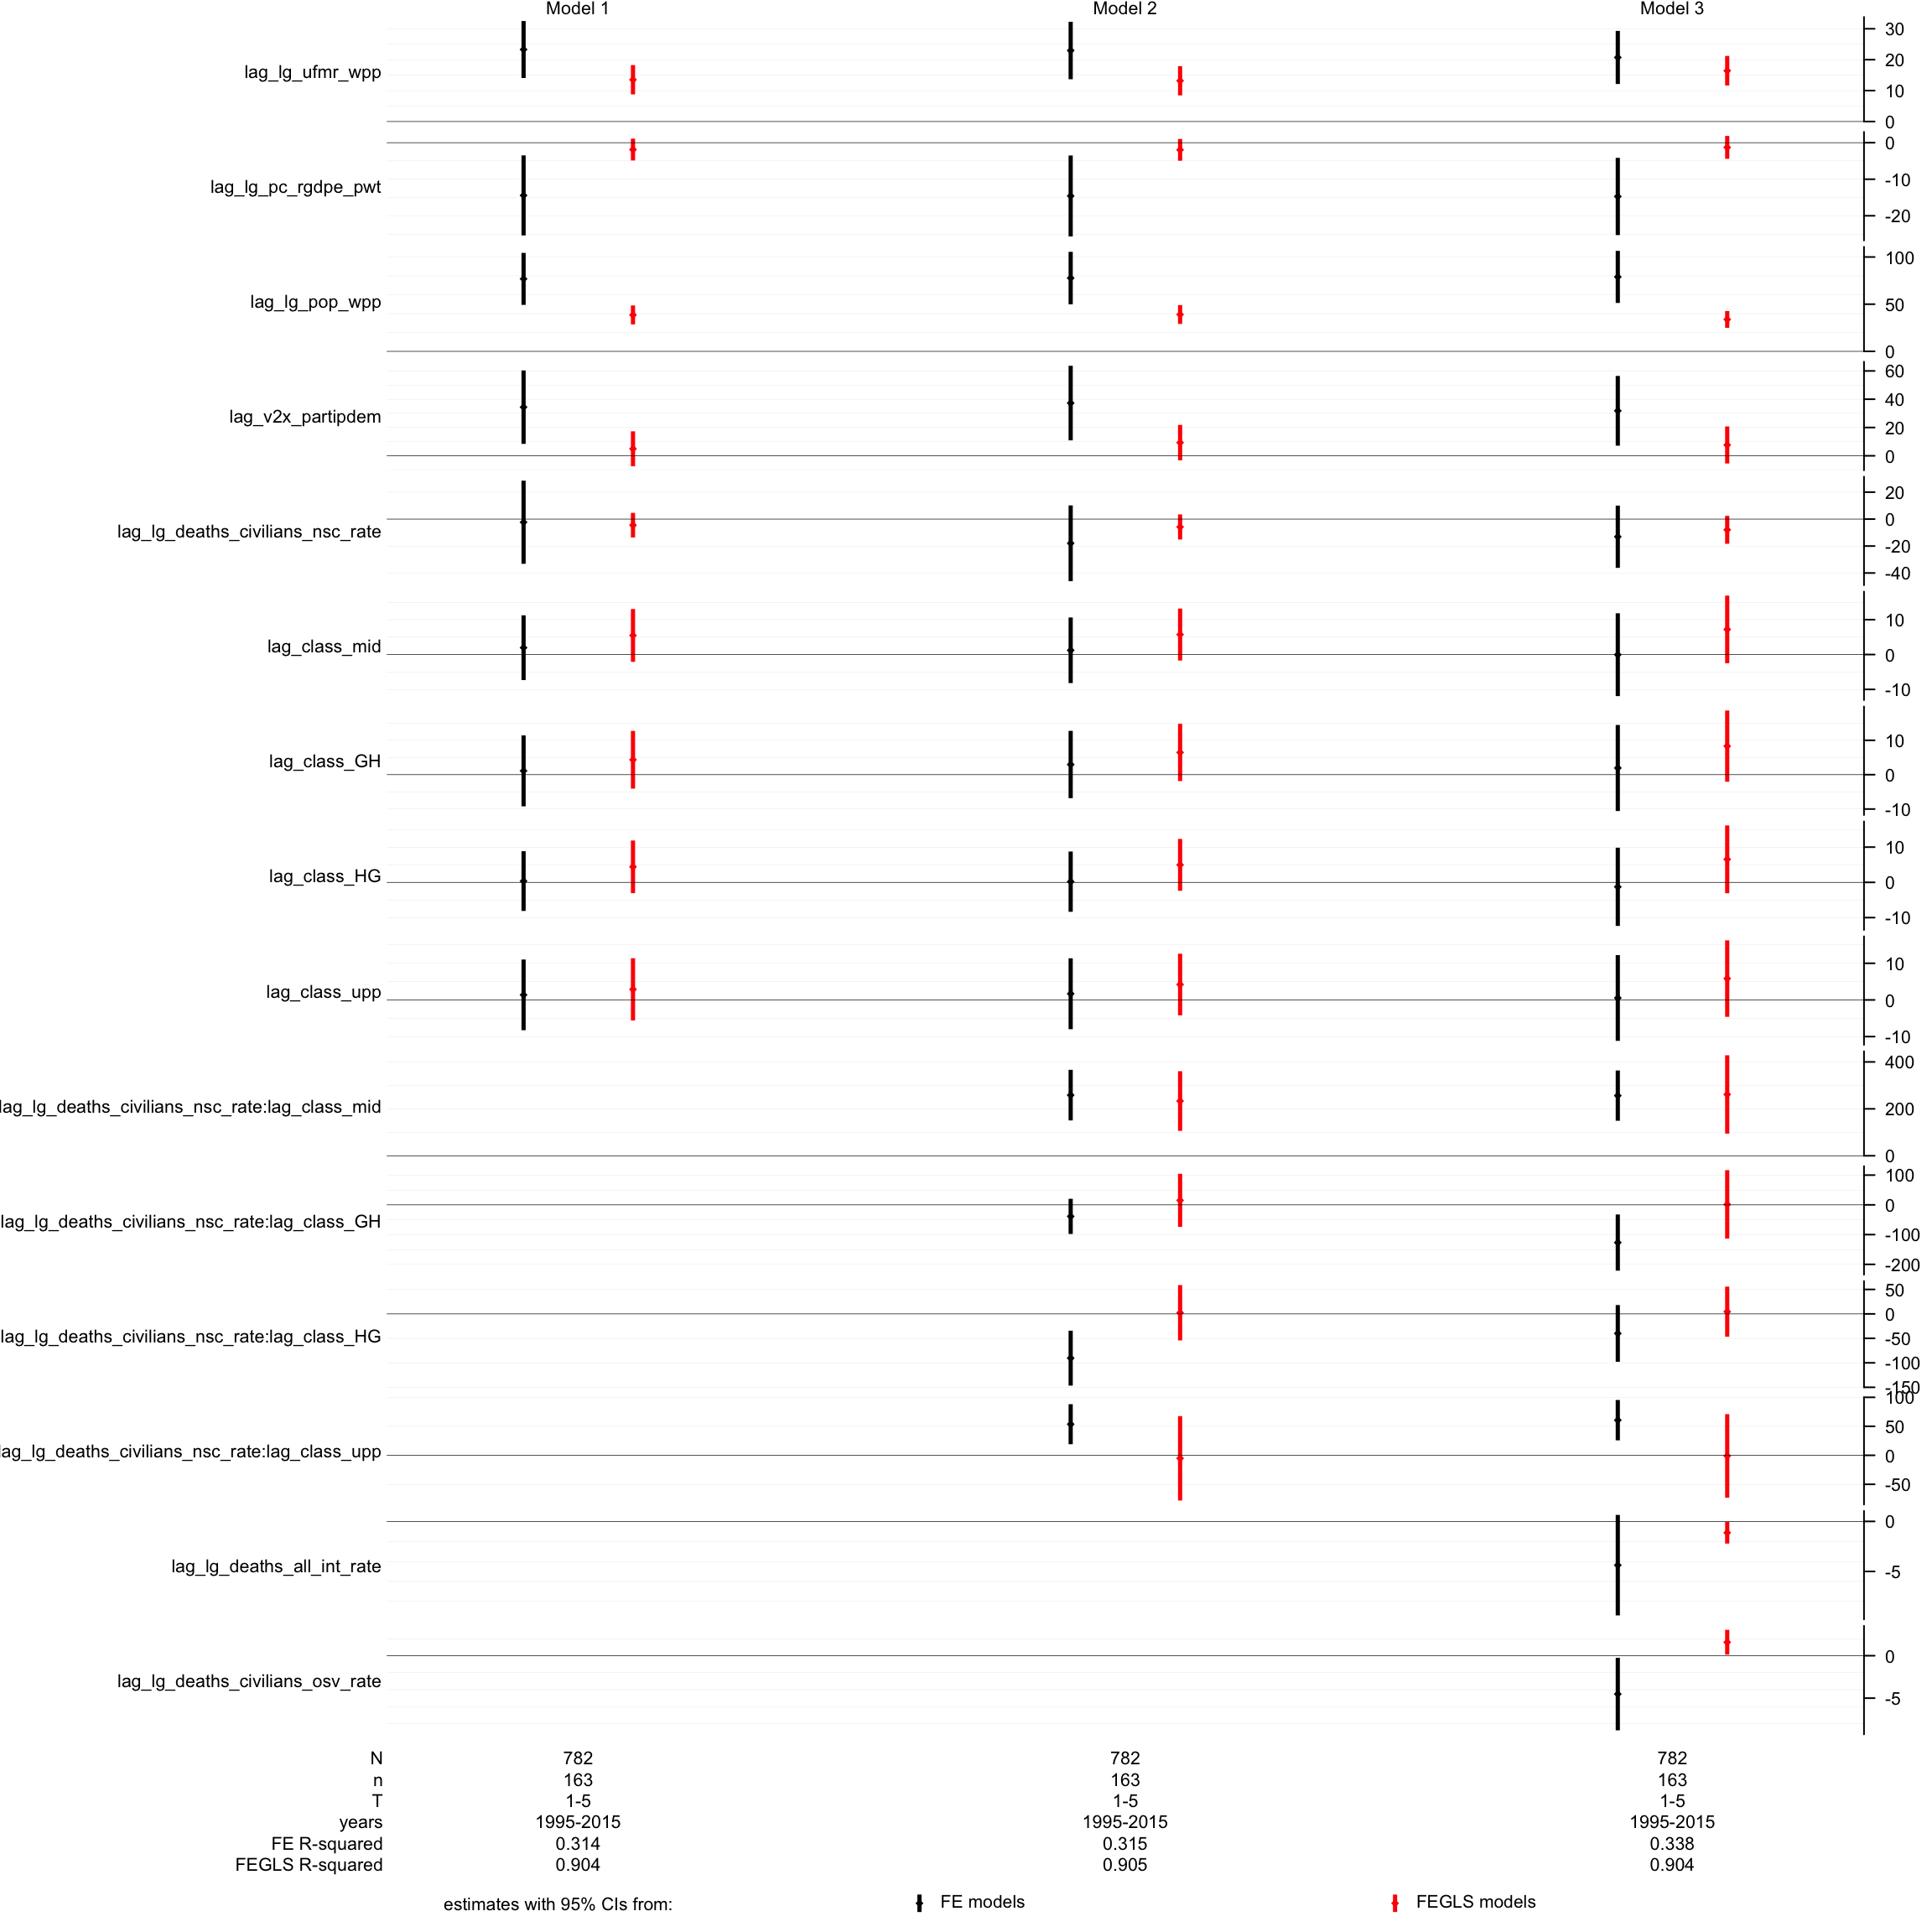 Model 1 Model 2 Model 3
lag_lg_ufmr_wpp
30
20
10
0
lag_lg_pc_rgdpe_pwt
0
-10
-20
lag_lg_pop_wpp
100
50
0
lag_v2x_partipdem
60
40
20
0
lag_lg_deaths_civilians_nsc_rate
20
0
-20
-40
lag_class_mid
10
0
-10
lag_class_GH
10
0
-10
lag_class_HG
10
0
-10
lag_class_upp
10
0
-10
lag_lg_deaths_civilians_nsc_rate:lag_class_mid
400
200
0
lag_lg_deaths_civilians_nsc_rate:lag_class_GH
100
0
-100
-200
lag_lg_deaths_civilians_nsc_rate:lag_class_HG
50
0
-50
-100
-150
lag_lg_deaths_civilians_nsc_rate:lag_class_upp
100
50
0
-50
lag_lg_deaths_all_int_rate
0
-5
lag_lg_deaths_civilians_osv_rate
0
-5
N 782 782 782
n 163 163 163
T 1-5 1-5 1-5
years 1995-2015 1995-2015 1995-2015
FE R-squared 0.314 0.315 0.338
FEGLS R-squared 0.904 0.905 0.904
estimates with 95% CIs from: FE models FEGLS models